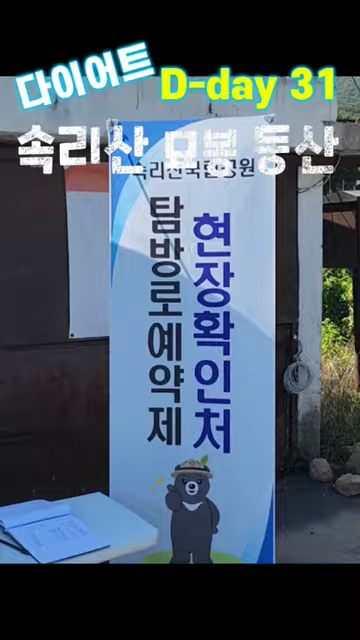 다이어트
D-day 31
속리산 묘봉 등산
속리산국립공원
탐방로예약제
현장확인처